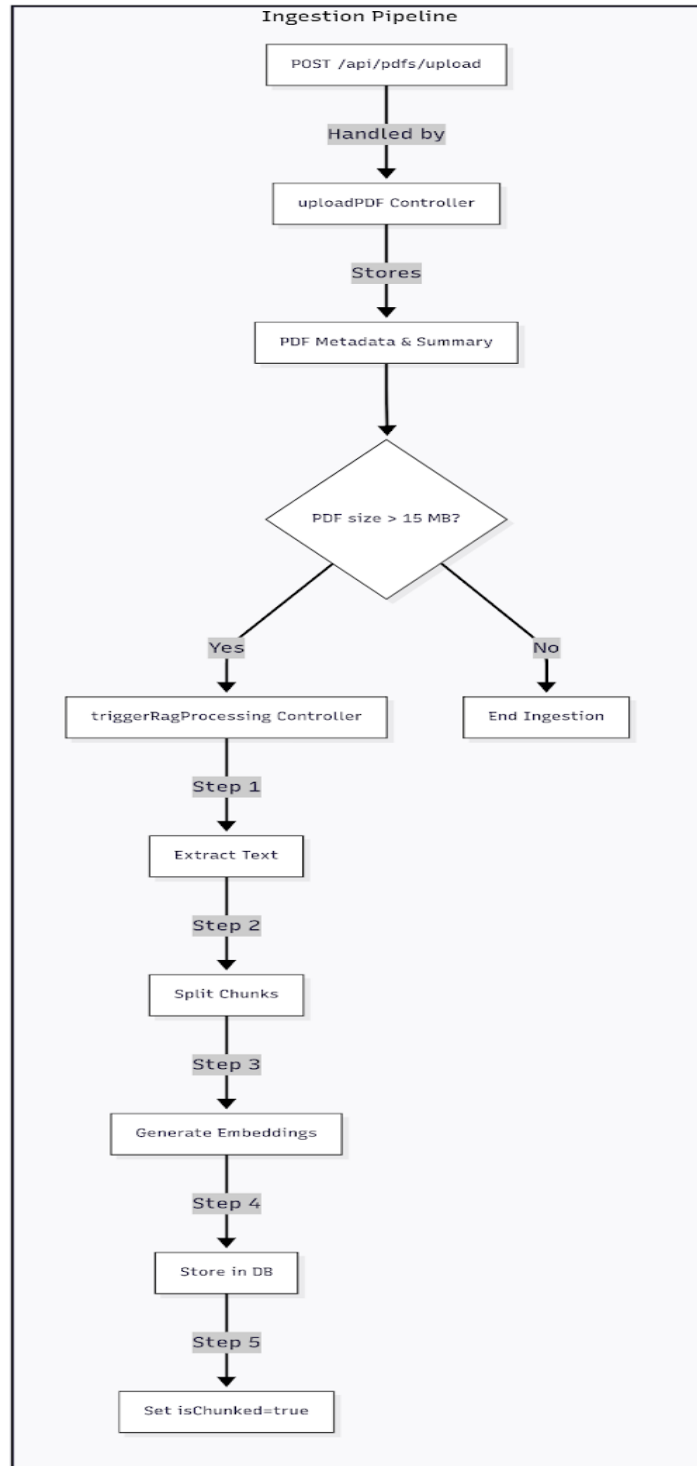 Ingestion Pipeline
POST /api/pdfs/upload
Handled by
uploadPDF Controller
Stores
PDF Metadata & Summary
PDF size > 15 MB?
Yes
No
triggerRagProcessing Controller
End Ingestion
Step 1
Extract Text
Step 2
Split Chunks
Step 3
Generate Embeddings
Step 4
Store in DB
Step 5
Set isChunked=true